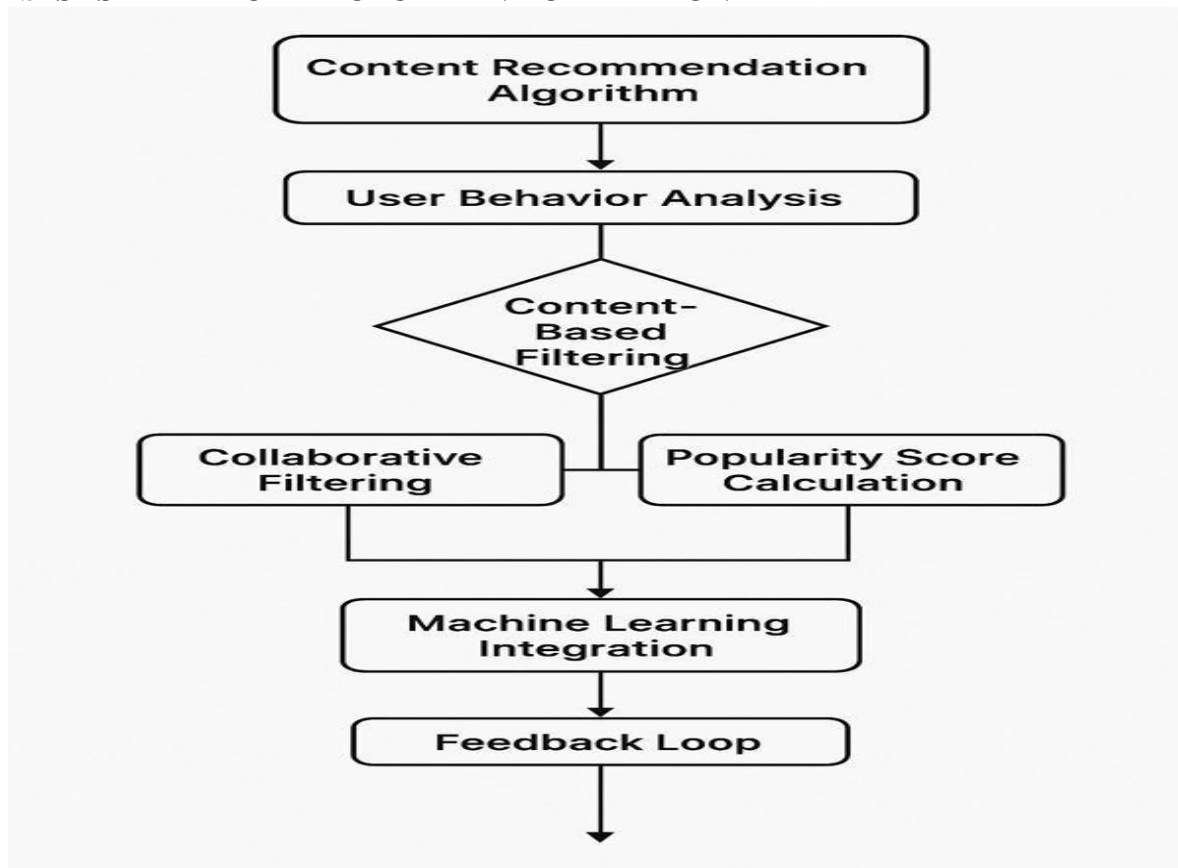 Content Recommendation
Algorithm
User Behavior Analysis
Content-
Based
Filtering
Collaborative
Filtering
Popularity Score
Calculation
Machine Learning
Integration
Feedback Loop